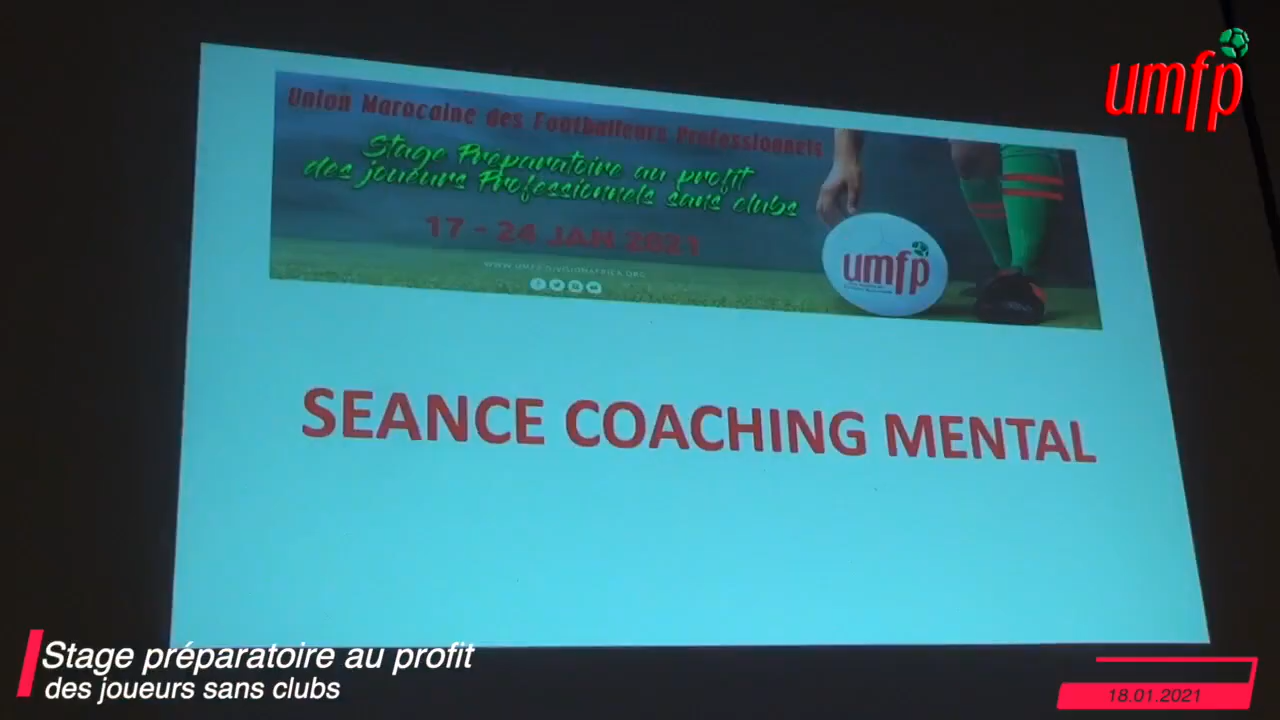 umfp
Union Marocaine des Footballeurs Professionnels
Stage Préparatoire au profit
des joueurs Professionnels sans clubs
17 - 24 JAN 2021
umfp
SEANCE COACHING MENTAL
Stage préparatoire au profit
des joueurs sans clubs
18.01.2021